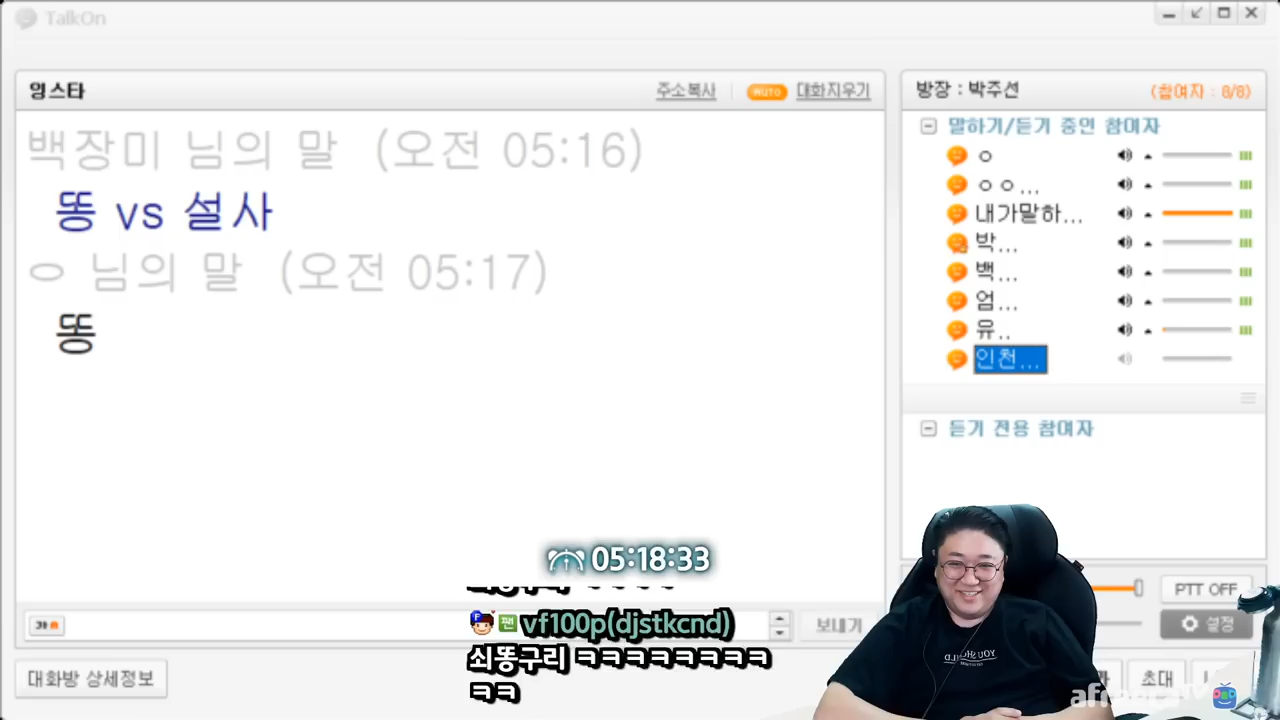 TalkOn
잉스타
주소복사
AUTO
대화지우기
백장미 님의 말 (오전 05:16)
똥 vs 설사
ㅇ 님의 말 (오전 05:17)
똥
방장 : 박주선
(참여자 : 8/8)
말하기/듣기 중인 참여자
ㅇ
ㅇㅇ...
내가말하...
박...
백...
엄...
유..
인천...
듣기 전용 참여자
05:18:33
팬 vf100p(djstkcnd)
쇠똥구리 ㅋㅋㅋㅋㅋㅋㅋㅋ
ㅋㅋ
보내기
PTT OFF
설정
대화방 상세정보
초대